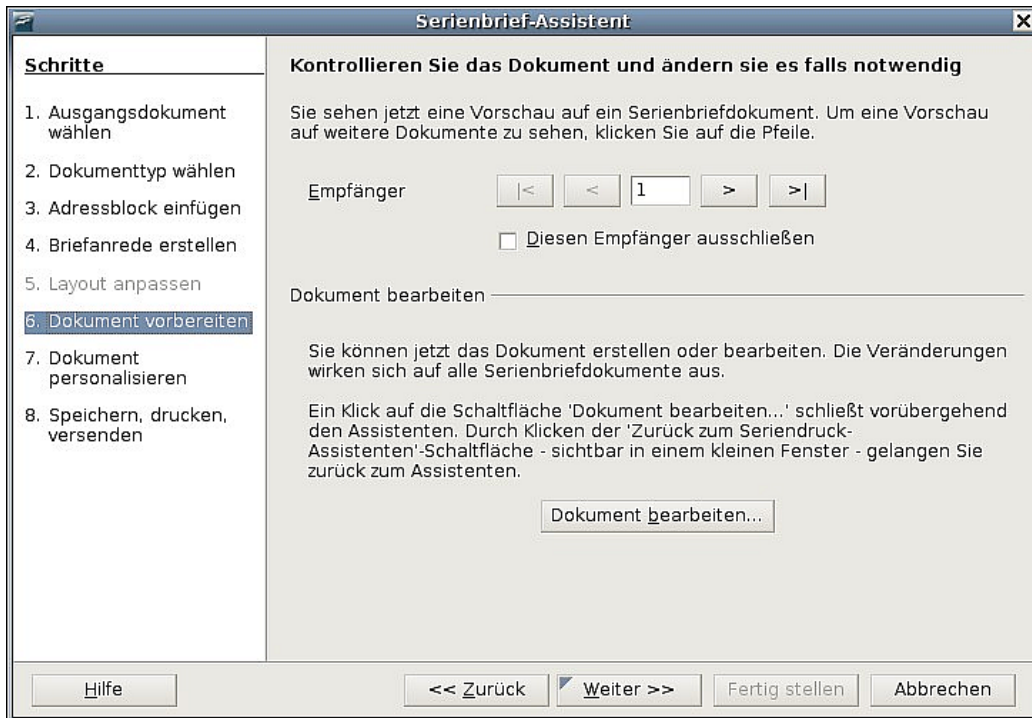 Serienbrief-Assistent
Schritte
1. Ausgangsdokument
wählen
2. Dokumenttyp wählen
3. Adressblock einfügen
4. Briefanrede erstellen
5. Layout anpassen
6. Dokument vorbereiten
7. Dokument
personalisieren
8. Speichern, drucken,
versenden
Kontrollieren Sie das Dokument und ändern sie es falls notwendig
Sie sehen jetzt eine Vorschau auf ein Serienbriefdokument. Um eine Vorschau
auf weitere Dokumente zu sehen, klicken Sie auf die Pfeile.
Empfänger |< < 1 > >|
Diesen Empfänger ausschließen
Dokument bearbeiten
Sie können jetzt das Dokument erstellen oder bearbeiten. Die Veränderungen
wirken sich auf alle Serienbriefdokumente aus.
Ein Klick auf die Schaltfläche 'Dokument bearbeiten...' schließt vorübergehend
den Assistenten. Durch Klicken der 'Zurück zum Seriendruck-
Assistenten'-Schaltfläche - sichtbar in einem kleinen Fenster - gelangen Sie
zurück zum Assistenten.
Dokument bearbeiten...
Hilfe << Zurück Weiter >> Fertig stellen Abbrechen